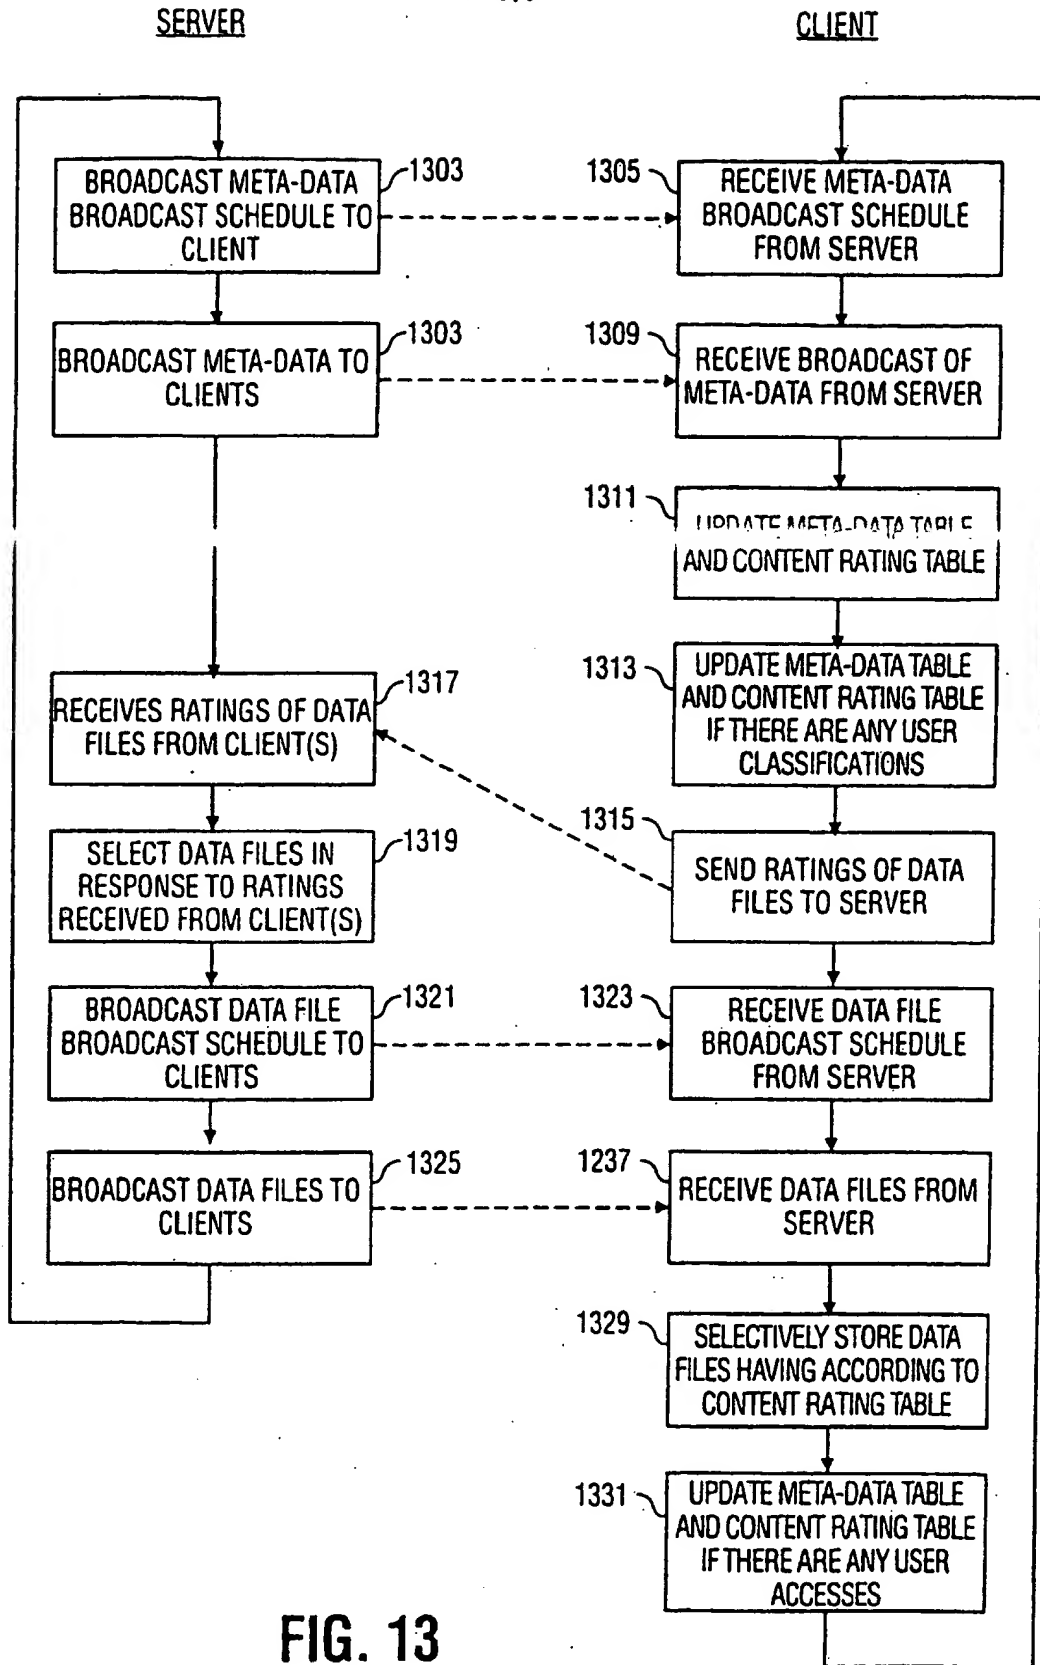 SERVER
CLIENT
BROADCAST META-DATA
BROADCAST SCHEDULE TO
CLIENT
1303
1305
RECEIVE META-DATA
BROADCAST SCHEDULE
FROM SERVER
BROADCAST META-DATA TO
CLIENTS
1303
1309
RECEIVE BROADCAST OF
META-DATA FROM SERVER
1311
UPDATE META-DATA TABLE
AND CONTENT RATING TABLE
1313
UPDATE META-DATA TABLE
AND CONTENT RATING TABLE
IF THERE ARE ANY USER
CLASSIFICATIONS
RECEIVES RATINGS OF DATA
FILES FROM CLIENT(S)
1317
1315
SEND RATINGS OF DATA
FILES TO SERVER
SELECT DATA FILES IN
RESPONSE TO RATINGS
RECEIVED FROM CLIENT(S)
1319
BROADCAST DATA FILE
BROADCAST SCHEDULE TO
CLIENTS
1321
1323
RECEIVE DATA FILE
BROADCAST SCHEDULE
FROM SERVER
BROADCAST DATA FILES TO
CLIENTS
1325
1237
RECEIVE DATA FILES FROM
SERVER
1329
SELECTIVELY STORE DATA
FILES HAVING ACCORDING TO
CONTENT RATING TABLE
1331
UPDATE META-DATA TABLE
AND CONTENT RATING TABLE
IF THERE ARE ANY USER
ACCESSES
FIG. 13